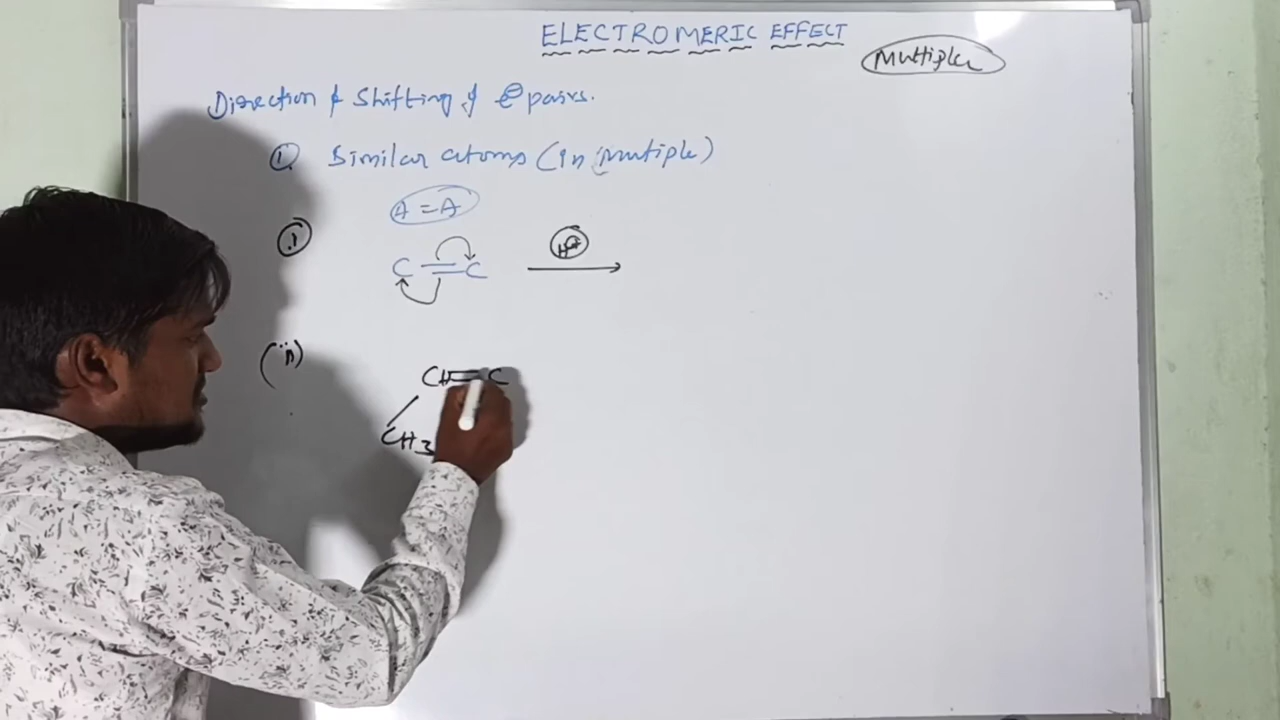 ELECTROMERIC EFFECT
Multiple
Direction of Shifting of e⊖ pairs.
①. Similar atoms (in Multiple)
A = A
(i)
C = C
H⊕
(ii)
CH = C
CH3